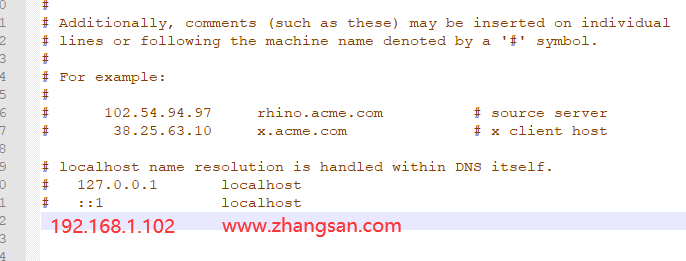 0 #
1 # Additionally, comments (such as these) may be inserted on individual
2 # lines or following the machine name denoted by a '#' symbol.
3 #
4 # For example:
5 #
6 # 102.54.94.97 rhino.acme.com # source server
7 # 38.25.63.10 x.acme.com # x client host
8
9 # localhost name resolution is handled within DNS itself.
0 # 127.0.0.1 localhost
1 # ::1 localhost
2 192.168.1.102 www.zhangsan.com
3
4